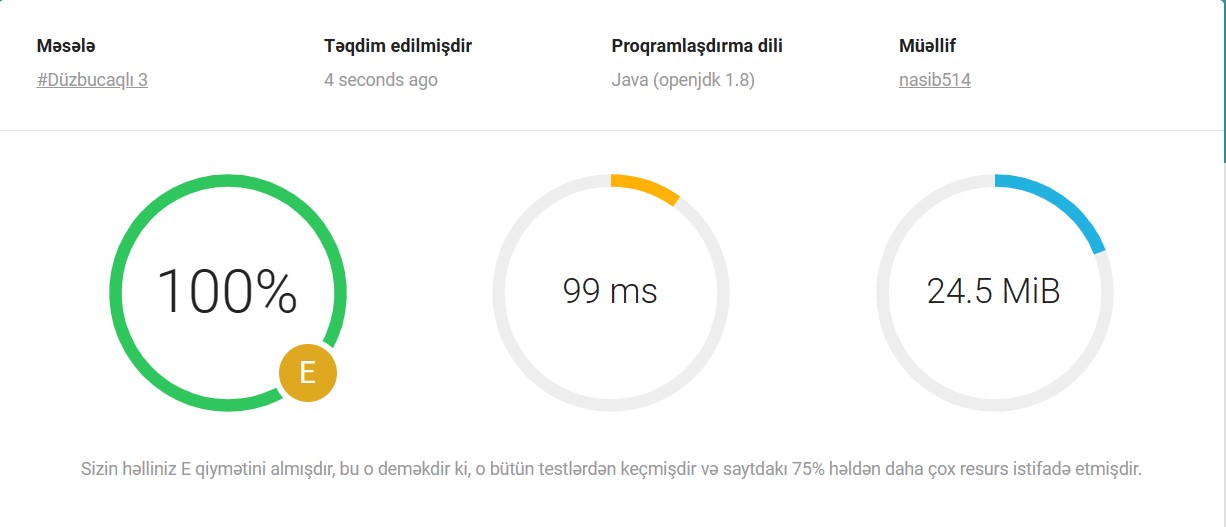 Məsələ
Təqdim edilmişdir
Proqramlaşdırma dili
Müəllif
#Düzbucaqlı 3
4 seconds ago
Java (openjdk 1.8)
nasib514
100%
E
99 ms
24.5 MiB
Sizin həlliniz E qiymətini almışdır, bu o deməkdir ki, o bütün testlərdən keçmişdir və saytdakı 75% həldən daha çox resurs istifadə etmişdir.